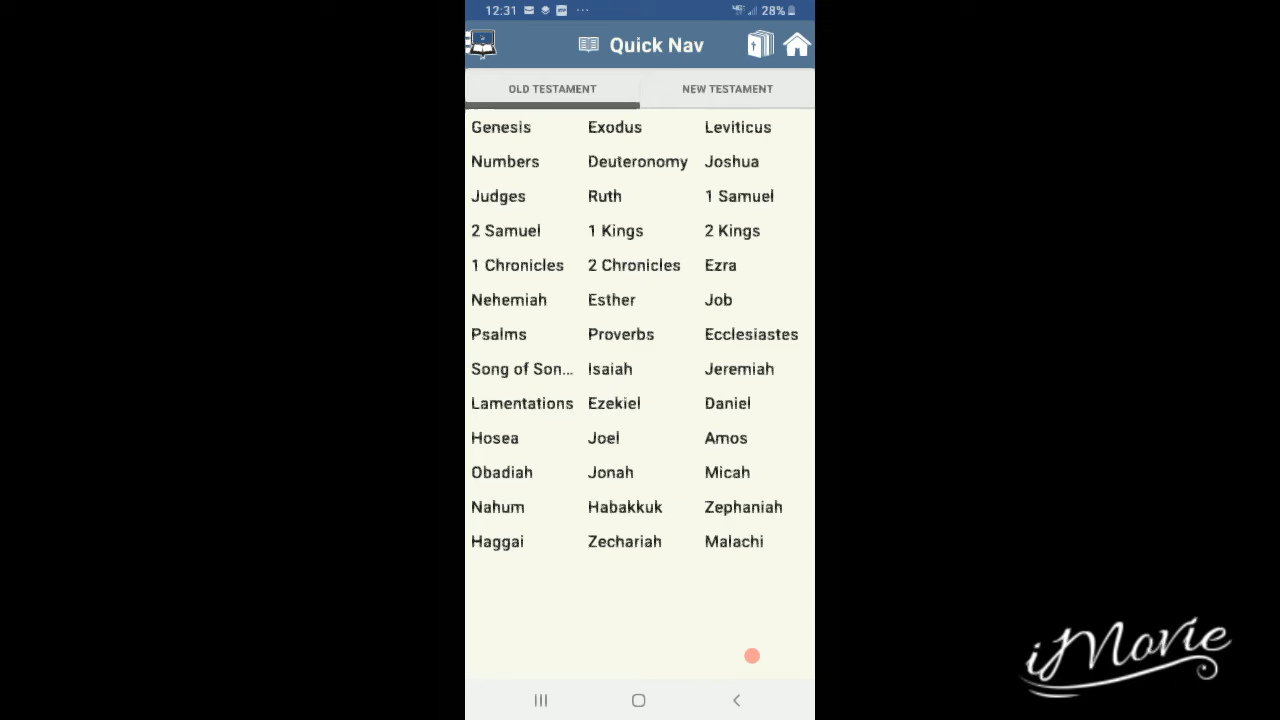 12:31 ... 28%
Quick Nav
OLD TESTAMENT NEW TESTAMENT
Genesis Exodus Leviticus
Numbers Deuteronomy Joshua
Judges Ruth 1 Samuel
2 Samuel 1 Kings 2 Kings
1 Chronicles 2 Chronicles Ezra
Nehemiah Esther Job
Psalms Proverbs Ecclesiastes
Song of Son... Isaiah Jeremiah
Lamentations Ezekiel Daniel
Hosea Joel Amos
Obadiah Jonah Micah
Nahum Habakkuk Zephaniah
Haggai Zechariah Malachi
iMovie